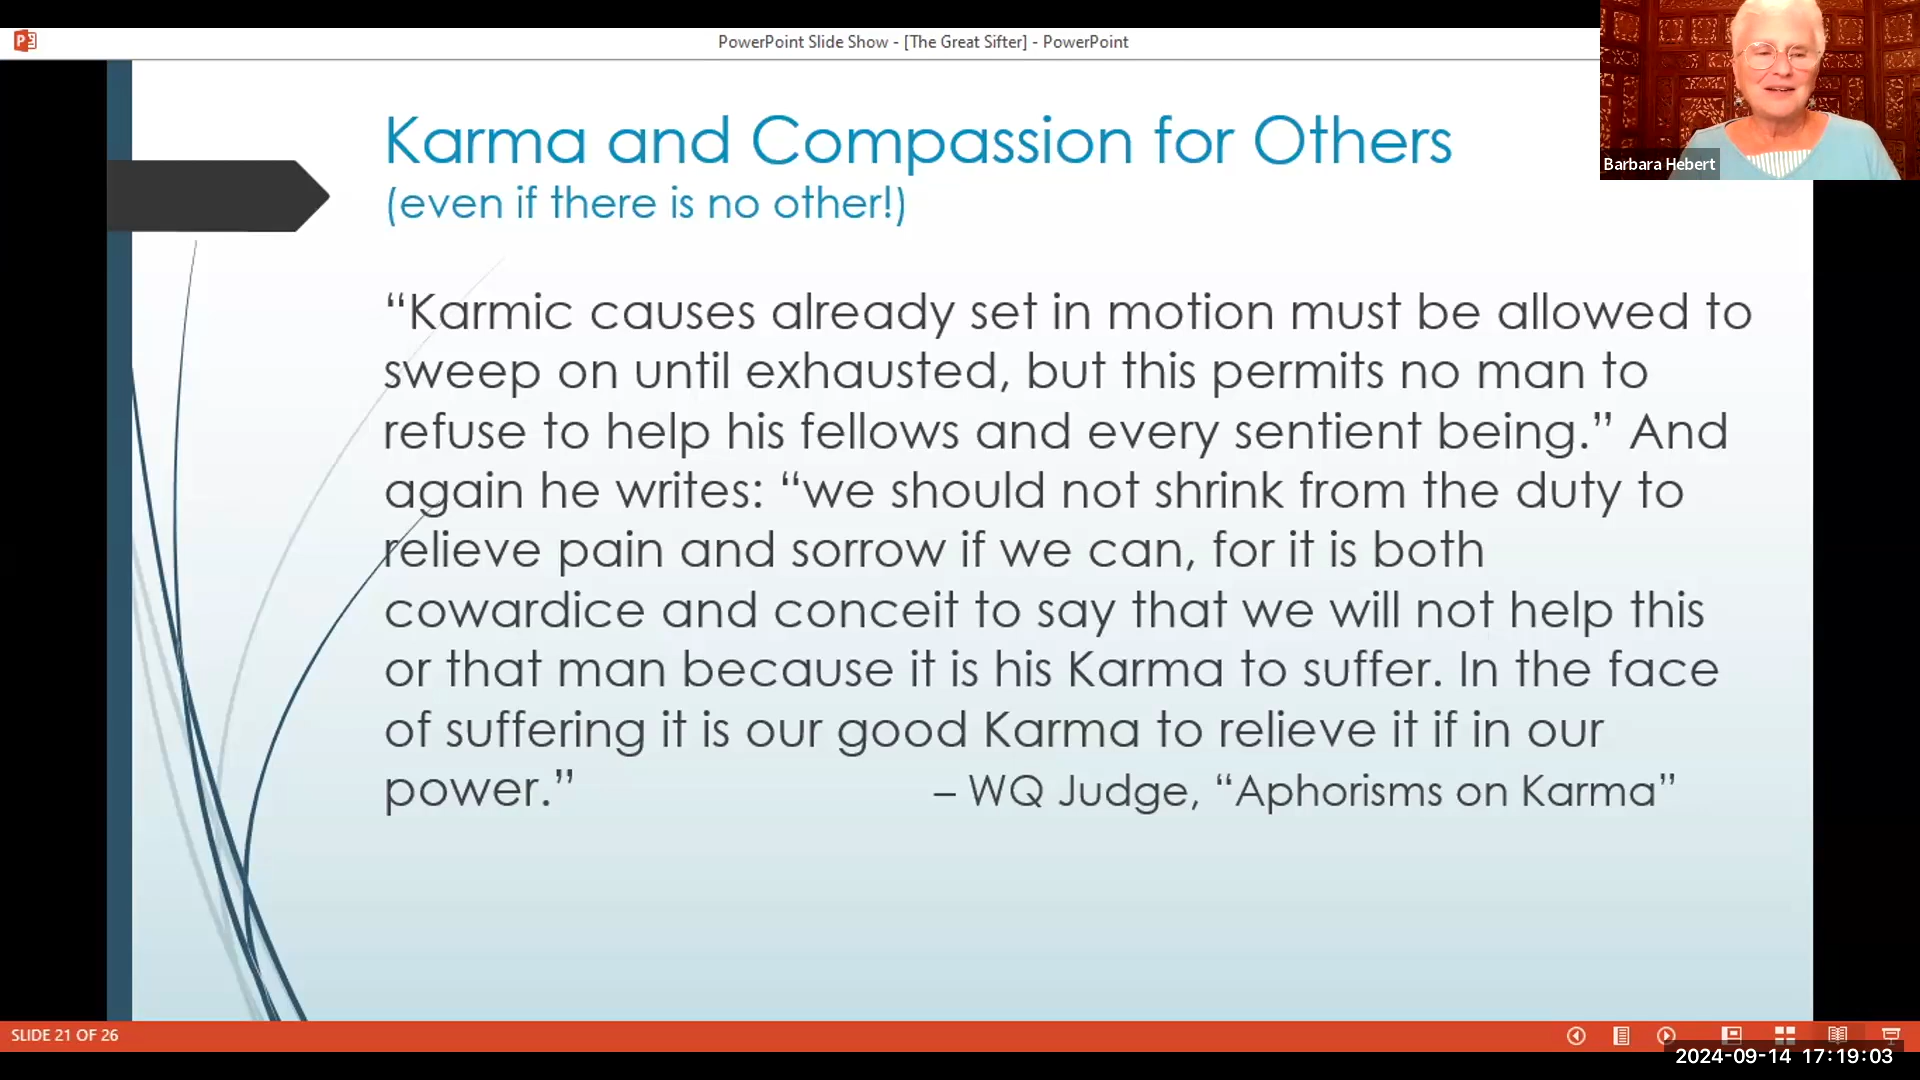 PowerPoint Slide Show - [The Great Sifter] - PowerPoint
Barbara Hebert
Karma and Compassion for Others
(even if there is no other!)
“Karmic causes already set in motion must be allowed to
sweep on until exhausted, but this permits no man to
refuse to help his fellows and every sentient being.” And
again he writes: “we should not shrink from the duty to
relieve pain and sorrow if we can, for it is both
cowardice and conceit to say that we will not help this
or that man because it is his Karma to suffer. In the face
of suffering it is our good Karma to relieve it if in our
power.” – WQ Judge, “Aphorisms on Karma”
SLIDE 21 OF 26
2024-09-14 17:19:03